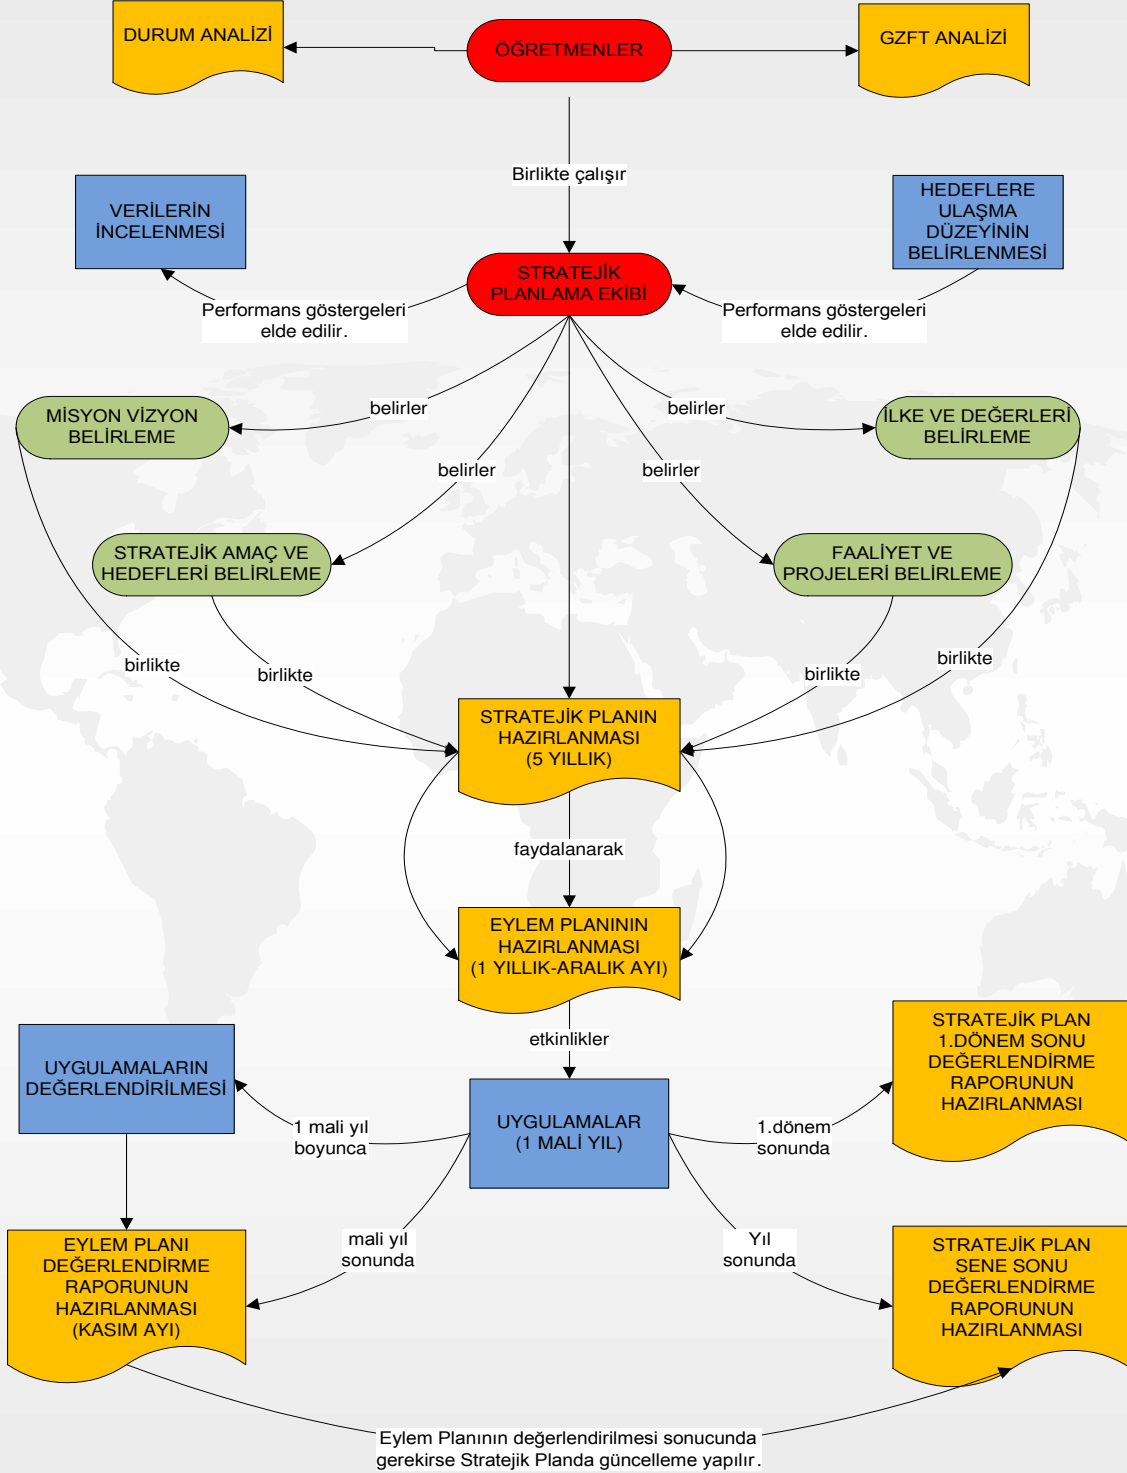 DURUM ANALİZİ
ÖĞRETMENLER
GZFT ANALİZİ
Birlikte çalışır
VERİLERİN
İNCELENMESİ
HEDEFLERE
ULAŞMA
DÜZEYİNİN
BELİRLENMESİ
STRATEJİK
PLANLAMA EKİBİ
Performans göstergeleri
elde edilir.
Performans göstergeleri
elde edilir.
belirler
belirler
MİSYON VİZYON
BELİRLEME
İLKE VE DEĞERLERİ
BELİRLEME
belirler
belirler
STRATEJİK AMAÇ VE
HEDEFLERİ BELİRLEME
FAALİYET VE
PROJELERİ BELİRLEME
birlikte
birlikte
birlikte
birlikte
STRATEJİK PLANIN
HAZIRLANMASI
(5 YILLIK)
faydalanarak
EYLEM PLANININ
HAZIRLANMASI
(1 YILLIK-ARALIK AYI)
etkinlikler
UYGULAMALARIN
DEĞERLENDİRİLMESİ
STRATEJİK PLAN
1.DÖNEM SONU
DEĞERLENDİRME
RAPORUNUN
HAZIRLANMASI
UYGULAMALAR
(1 MALİ YIL)
1 mali yıl
boyunca
1.dönem
sonunda
mali yıl
sonunda
Yıl
sonunda
EYLEM PLANI
DEĞERLENDİRME
RAPORUNUN
HAZIRLANMASI
(KASIM AYI)
STRATEJİK PLAN
SENE SONU
DEĞERLENDİRME
RAPORUNUN
HAZIRLANMASI
Eylem Planının değerlendirilmesi sonucunda
gerekirse Stratejik Planda güncelleme yapılır.